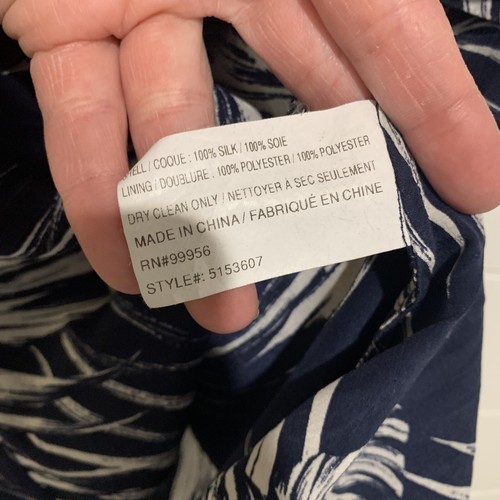 SHELL / COQUE : 100% SILK / 100% SOIE
LINING / DOUBLURE : 100% POLYESTER / 100% POLYESTER
DRY CLEAN ONLY / NETTOYER A SEC SEULEMENT
MADE IN CHINA / FABRIQUÉ EN CHINE
RN#99956
STYLE#: 5153607